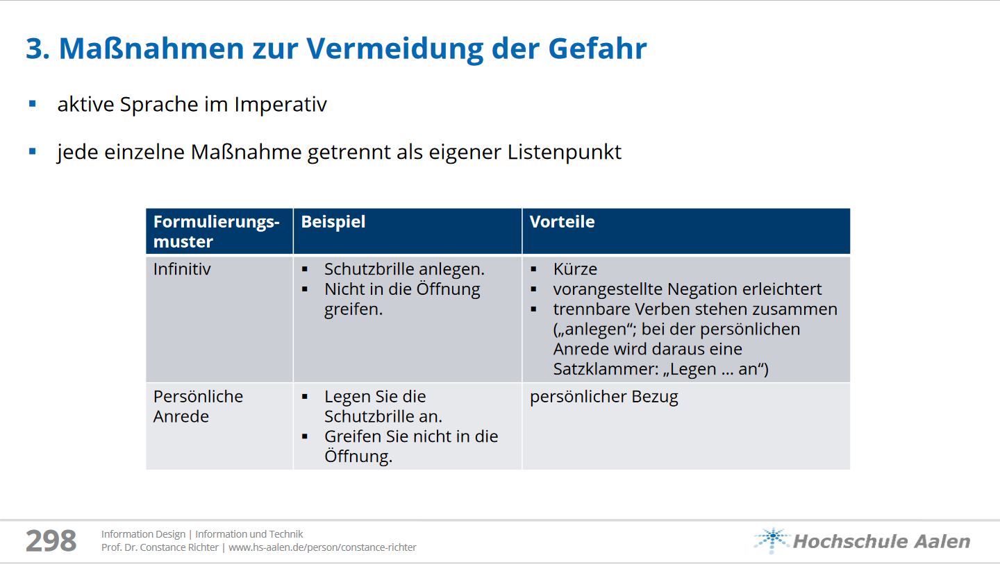 3. Maßnahmen zur Vermeidung der Gefahr
▪ aktive Sprache im Imperativ
▪ jede einzelne Maßnahme getrennt als eigener Listenpunkt
Formulierungs-
muster
Beispiel
Vorteile
Infinitiv
▪ Schutzbrille anlegen.
▪ Nicht in die Öffnung
greifen.
▪ Kürze
▪ vorangestellte Negation erleichtert
▪ trennbare Verben stehen zusammen
(„anlegen“; bei der persönlichen
Anrede wird daraus eine
Satzklammer: „Legen … an“)
Persönliche
Anrede
▪ Legen Sie die
Schutzbrille an.
▪ Greifen Sie nicht in die
Öffnung.
persönlicher Bezug
298
Information Design | Information und Technik
Prof. Dr. Constance Richter | www.hs-aalen.de/person/constance-richter
Hochschule Aalen